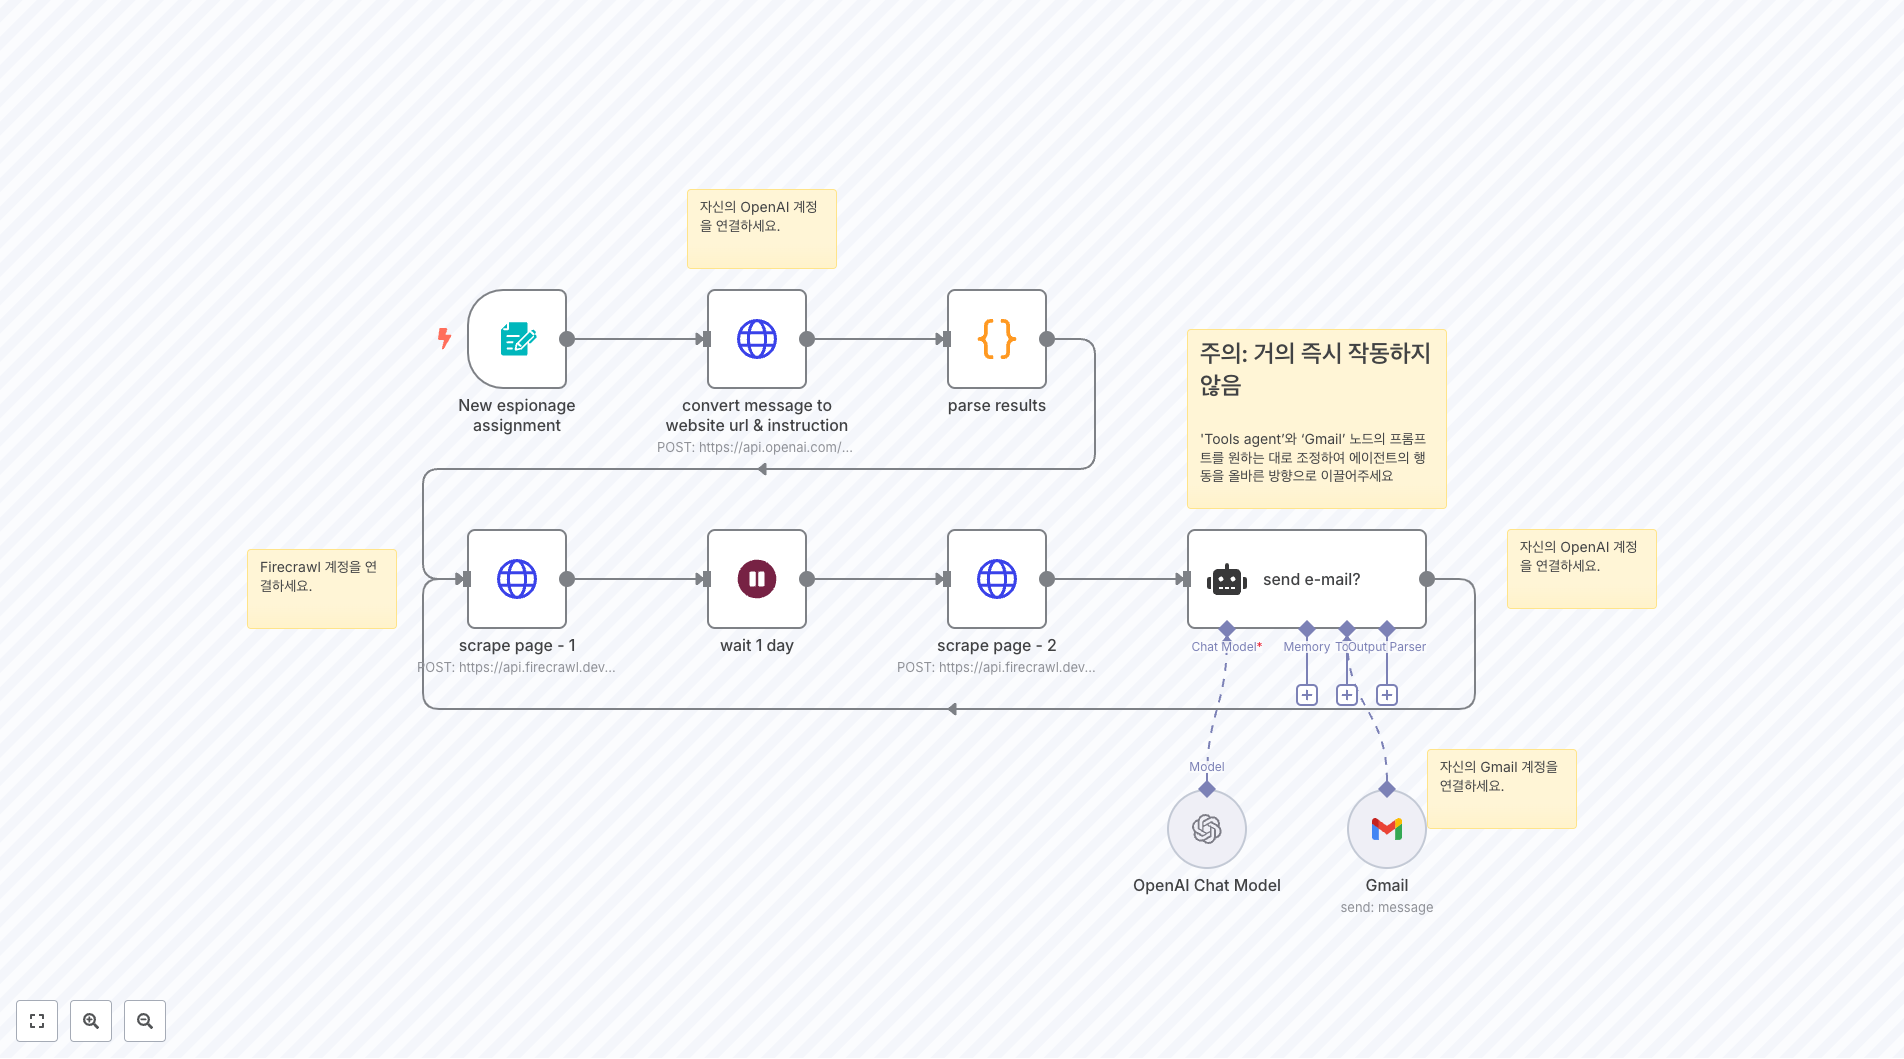 자신의 OpenAI 계정
을 연결하세요.
New espionage
assignment
convert message to
website url & instruction
POST: https://api.openai.com/...
parse results
주의: 거의 즉시 작동하지
않음
'Tools agent’와 ‘Gmail’ 노드의 프롬프
트를 원하는 대로 조정하여 에이전트의 행
동을 올바른 방향으로 이끌어주세요
Firecrawl 계정을 연
결하세요.
scrape page - 1
POST: https://api.firecrawl.dev...
wait 1 day
scrape page - 2
POST: https://api.firecrawl.dev...
send e-mail?
Chat Model*
Memory
To
Output Parser
자신의 OpenAI 계정
을 연결하세요.
Model
OpenAI Chat Model
Gmail
send: message
자신의 Gmail 계정을
연결하세요.